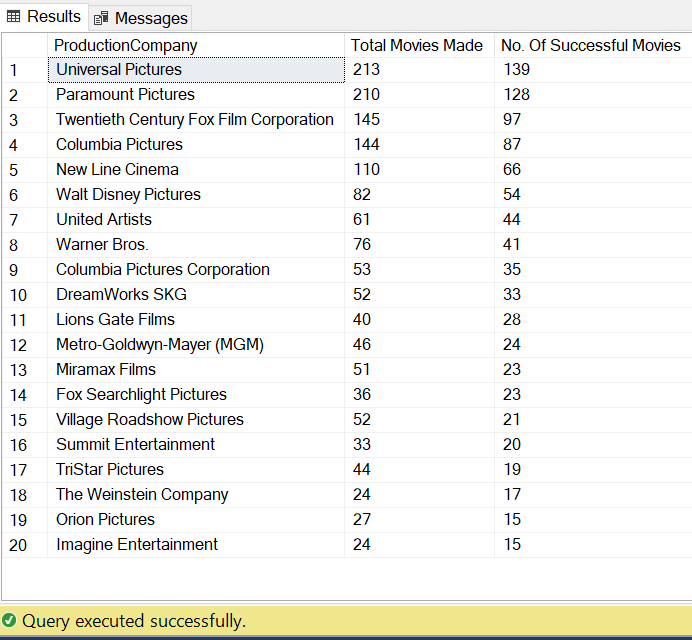 Results Messages
ProductionCompany Total Movies Made No. Of Successful Movies
1 Universal Pictures 213 139
2 Paramount Pictures 210 128
3 Twentieth Century Fox Film Corporation 145 97
4 Columbia Pictures 144 87
5 New Line Cinema 110 66
6 Walt Disney Pictures 82 54
7 United Artists 61 44
8 Warner Bros. 76 41
9 Columbia Pictures Corporation 53 35
10 DreamWorks SKG 52 33
11 Lions Gate Films 40 28
12 Metro-Goldwyn-Mayer (MGM) 46 24
13 Miramax Films 51 23
14 Fox Searchlight Pictures 36 23
15 Village Roadshow Pictures 52 21
16 Summit Entertainment 33 20
17 TriStar Pictures 44 19
18 The Weinstein Company 24 17
19 Orion Pictures 27 15
20 Imagine Entertainment 24 15
Query executed successfully.